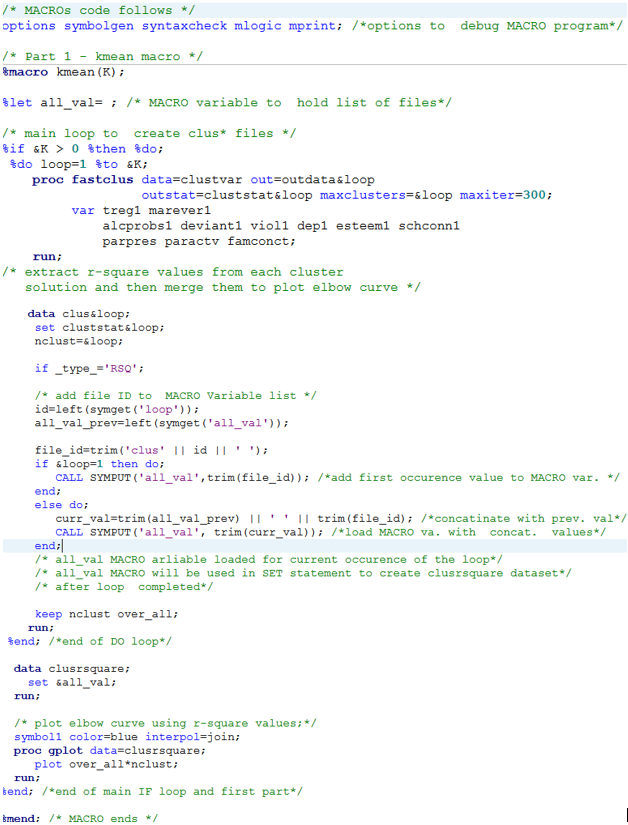 /* MACROs code follows */
options symbolgen syntaxcheck mlogic mprint; /*options to  debug MACRO program*/
/* Part 1 - kmean macro */
%macro kmean(K);
%let all_val= ; /* MACRO variable to  hold list of files*/
/* main loop to  create clus* files */
%if &K > 0 %then %do;
%do loop=1 %to &K;
proc fastclus data=clustvar out=outdata&loop
outstat=cluststat&loop maxclusters=&loop maxiter=300;
var treg1 marever1
alcprobs1 deviant1 viol1 dep1 esteem1 schconn1
parpres paractv famconct;
run;
/* extract r-square values from each cluster
solution and then merge them to plot elbow curve */
data clus&loop;
set cluststat&loop;
nclust=&loop;
if _type_='RSQ';
/* add file ID to  MACRO Variable list */
id=left(symget('loop'));
all_val_prev=left(symget('all_val'));
file_id=trim('clus' || id || ' ');
if &loop=1 then do;
CALL SYMPUT('all_val',trim(file_id)); /*add first occurence value to MACRO var. */
end;
else do;
curr_val=trim(all_val_prev) || ' ' || trim(file_id); /*concatinate with prev. val*/
CALL SYMPUT('all_val', trim(curr_val)); /*load MACRO va. with  concat.  values*/
end;
/* all_val MACRO arliable loaded for current occurence of the loop*/
/* all_val MACRO will be used in SET statement to create clusrsquare dataset*/
/* after loop  completed*/
keep nclust over_all;
run;
%end; /*end of DO loop*/
data clusrsquare;
set &all_val;
run;
/* plot elbow curve using r-square values;*/
symbol1 color=blue interpol=join;
proc gplot data=clusrsquare;
plot over_all*nclust;
run;
%end; /*end of main IF loop and first part*/
%mend; /* MACRO ends */